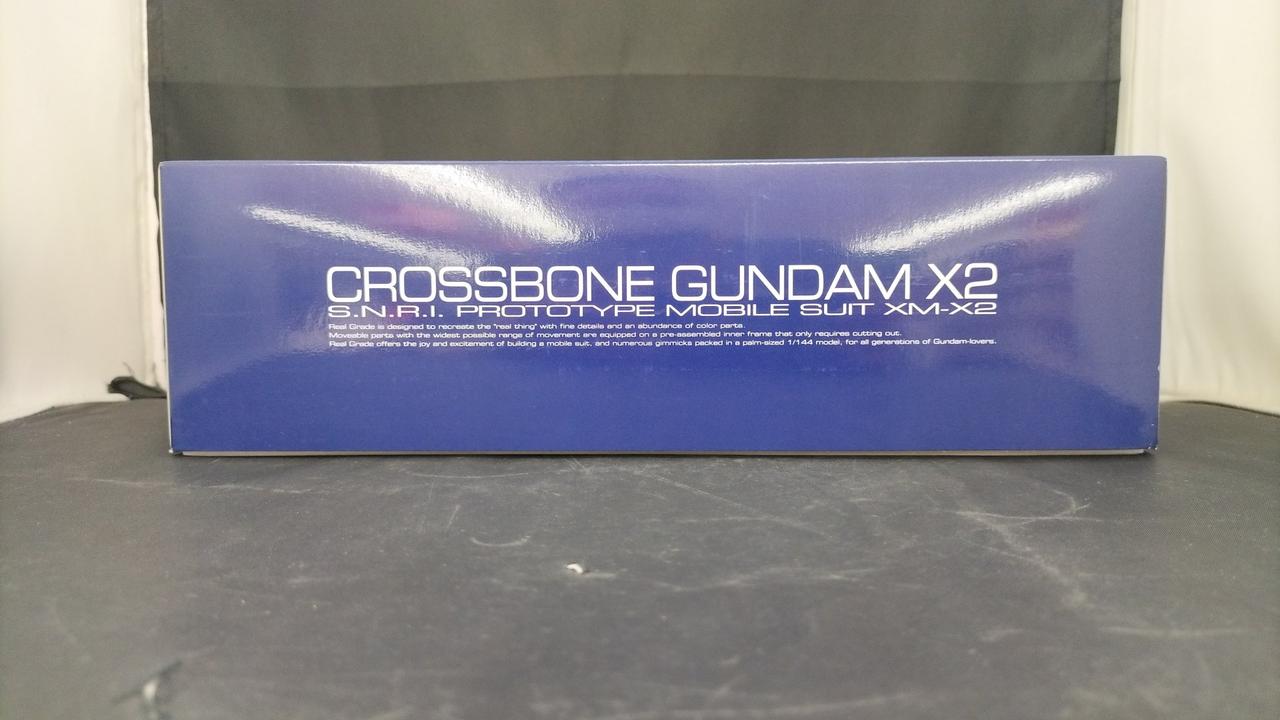 CROSSBONE GUNDAM X2
S.N.R.I. PROTOTYPE MOBILE SUIT XM-X2
Real Grade is designed to recreate the "real thing" with fine details and an abundance of color parts.
Moveable parts with the widest possible range of movement are equipped on a pre-assembled inner frame that only requires cutting out.
Real Grade offers the joy and excitement of building a mobile suit, and numerous gimmicks packed in a palm-sized 1/144 model, for all generations of Gundam-lovers.